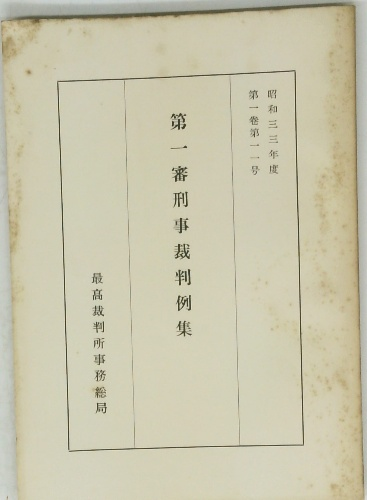 昭和三三年度
第一巻第一一号
第一審刑事裁判例集
最高裁判所事務総局